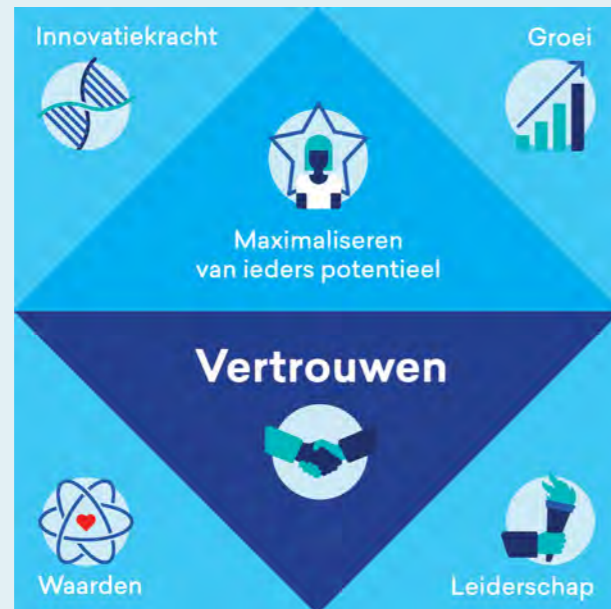 Innovatiekracht
Groei
Maximaliseren
van ieders potentieel
Vertrouwen
Waarden
Leiderschap